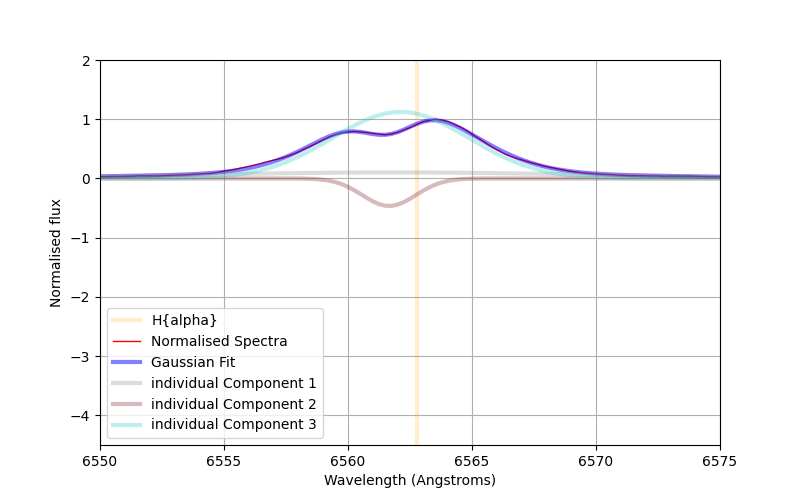 2
1
0
−1
−2
−3
−4
Normalised flux
H{alpha}
Normalised Spectra
Gaussian Fit
individual Component 1
individual Component 2
individual Component 3
6550 6555 6560 6565 6570 6575
Wavelength (Angstroms)